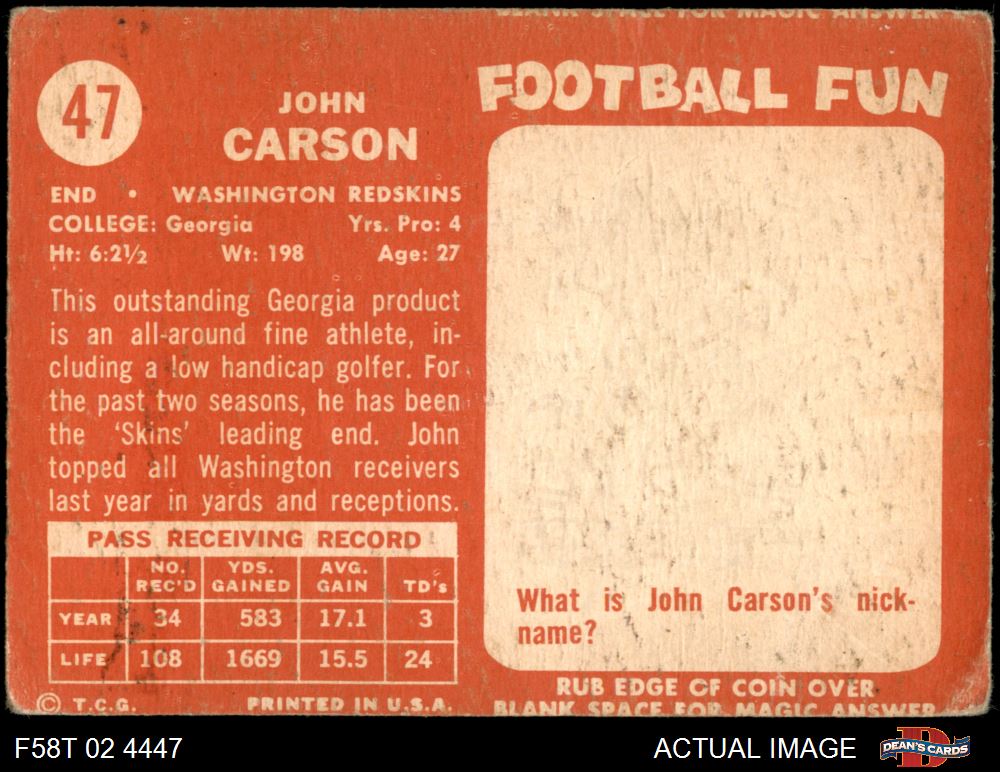 BLANK SPACE FOR MAGIC ANSWER
47
JOHN
CARSON
END • WASHINGTON REDSKINS
COLLEGE: Georgia Yrs. Pro: 4
Ht: 6:2½ Wt: 198 Age: 27
This outstanding Georgia product
is an all-around fine athlete, in-
cluding a low handicap golfer. For
the past two seasons, he has been
the 'Skins' leading end. John
topped all Washington receivers
last year in yards and receptions.
PASS RECEIVING RECORD
NO. REC'D YDS. GAINED AVG. GAIN TD's
YEAR 34 583 17.1 3
LIFE 108 1669 15.5 24
© T.C.G. PRINTED IN U.S.A.
FOOTBALL FUN
What is John Carson's nick-
name?
RUB EDGE OF COIN OVER
BLANK SPACE FOR MAGIC ANSWER
F58T 02 4447
ACTUAL IMAGE
D
DEAN'S CARDS